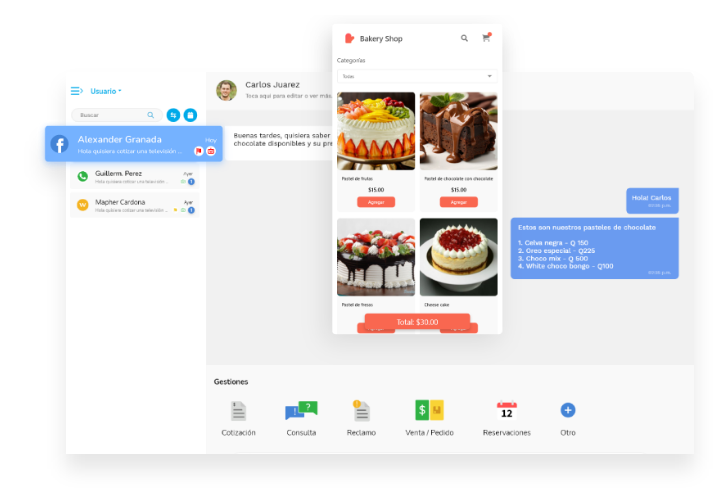 Bakery Shop
Categorías
Todas
Pastel de frutas
Pastel de chocolate con chocolate
$15.00
$15.00
Agregar
Agregar
Pastel de fresas
Cheese cake
Total: $30.00
Usuario
Buscar
Alexander Granada
Hoy
Hola quisiera cotizar una televisión ...
Guillerm. Perez
Ayer
Hola quisiera cotizar una televisión ...
Mapher Cardona
Ayer
Hola quisiera cotizar una televisión ...
Carlos Juarez
Toca aquí para editar o ver más
Buenas tardes, quisiera saber
chocolate disponibles y su pre
Hola! Carlos
Estos son nuestros pasteles de chocolate
1. Celva negra - Q 150
2. Oreo especial - Q225
3. Choco mix - Q 500
4. White choco bongo - Q100
Gestiones
12
Cotización
Consulta
Reclamo
Venta / Pedido
Reservaciones
Otro